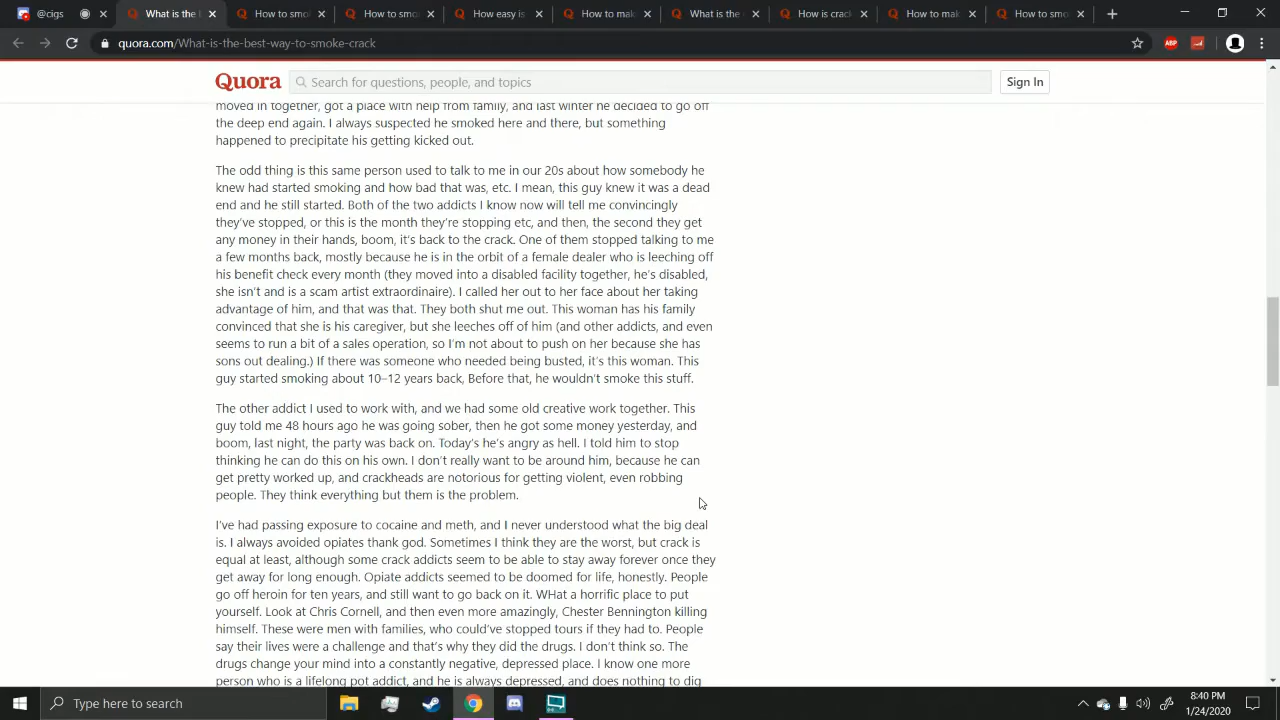 @cigs
What is the
How to smo
How to smo
How easy is
How to mak
What is the
How is crack
How to mak
How to smo
quora.com/What-is-the-best-way-to-smoke-crack
ABP
Quora
Search for questions, people, and topics
Sign In
moved in together, got a place with help from family, and last winter he decided to go off
the deep end again. I always suspected he smoked here and there, but something
happened to precipitate his getting kicked out.
The odd thing is this same person used to talk to me in our 20s about how somebody he
knew had started smoking and how bad that was, etc. I mean, this guy knew it was a dead
end and he still started. Both of the two addicts I know now will tell me convincingly
they've stopped, or this is the month they're stopping etc, and then, the second they get
any money in their hands, boom, it's back to the crack. One of them stopped talking to me
a few months back, mostly because he is in the orbit of a female dealer who is leeching off
his benefit check every month (they moved into a disabled facility together, he's disabled,
she isn't and is a scam artist extraordinaire). I called her out to her face about her taking
advantage of him, and that was that. They both shut me out. This woman has his family
convinced that she is his caregiver, but she leeches off of him (and other addicts, and even
seems to run a bit of a sales operation, so I'm not about to push on her because she has
sons out dealing.) If there was someone who needed being busted, it's this woman. This
guy started smoking about 10–12 years back, Before that, he wouldn't smoke this stuff.
The other addict I used to work with, and we had some old creative work together. This
guy told me 48 hours ago he was going sober, then he got some money yesterday, and
boom, last night, the party was back on. Today's he's angry as hell. I told him to stop
thinking he can do this on his own. I don't really want to be around him, because he can
get pretty worked up, and crackheads are notorious for getting violent, even robbing
people. They think everything but them is the problem.
I've had passing exposure to cocaine and meth, and I never understood what the big deal
is. I always avoided opiates thank god. Sometimes I think they are the worst, but crack is
equal at least, although some crack addicts seem to be able to stay away forever once they
get away for long enough. Opiate addicts seemed to be doomed for life, honestly. People
go off heroin for ten years, and still want to go back on it. WHat a horrific place to put
yourself. Look at Chris Cornell, and then even more amazingly, Chester Bennington killing
himself. These were men with families, who could've stopped tours if they had to. People
say their lives were a challenge and that's why they did the drugs. I don't think so. The
drugs change your mind into a constantly negative, depressed place. I know one more
person who is a lifelong pot addict, and he is always depressed, and does nothing to dig
Type here to search
8:40 PM
1/24/2020